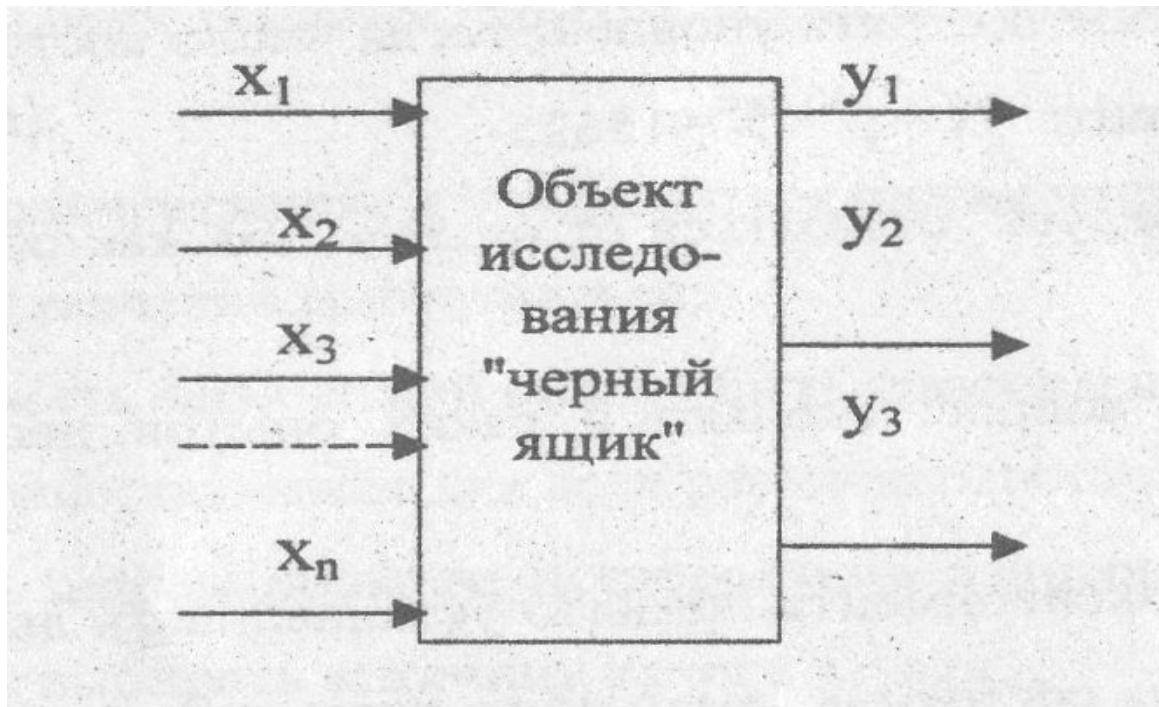 x₁
x₂
x₃
xₙ
Объект
исследо-
вания
"черный
ящик"
y₁
y₂
y₃